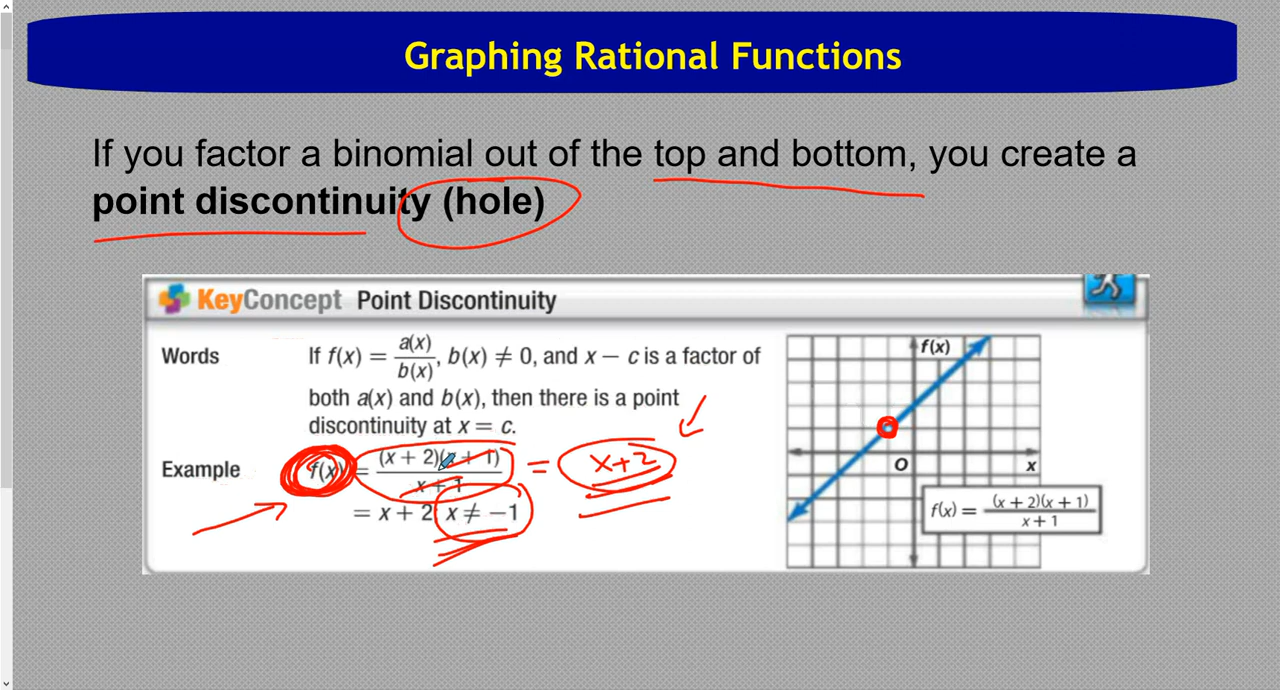 Graphing Rational Functions
If you factor a binomial out of the top and bottom, you create a
point discontinuity (hole)
KeyConcept Point Discontinuity
Words If f(x) = a(x)/b(x), b(x) ≠ 0, and x − c is a factor of
both a(x) and b(x), then there is a point
discontinuity at x = c.
Example f(x) = (x + 2)(x + 1)/x + 1 = x+2
= x + 2 x ≠ −1
f(x)
O x
f(x) = (x + 2)(x + 1)/x + 1